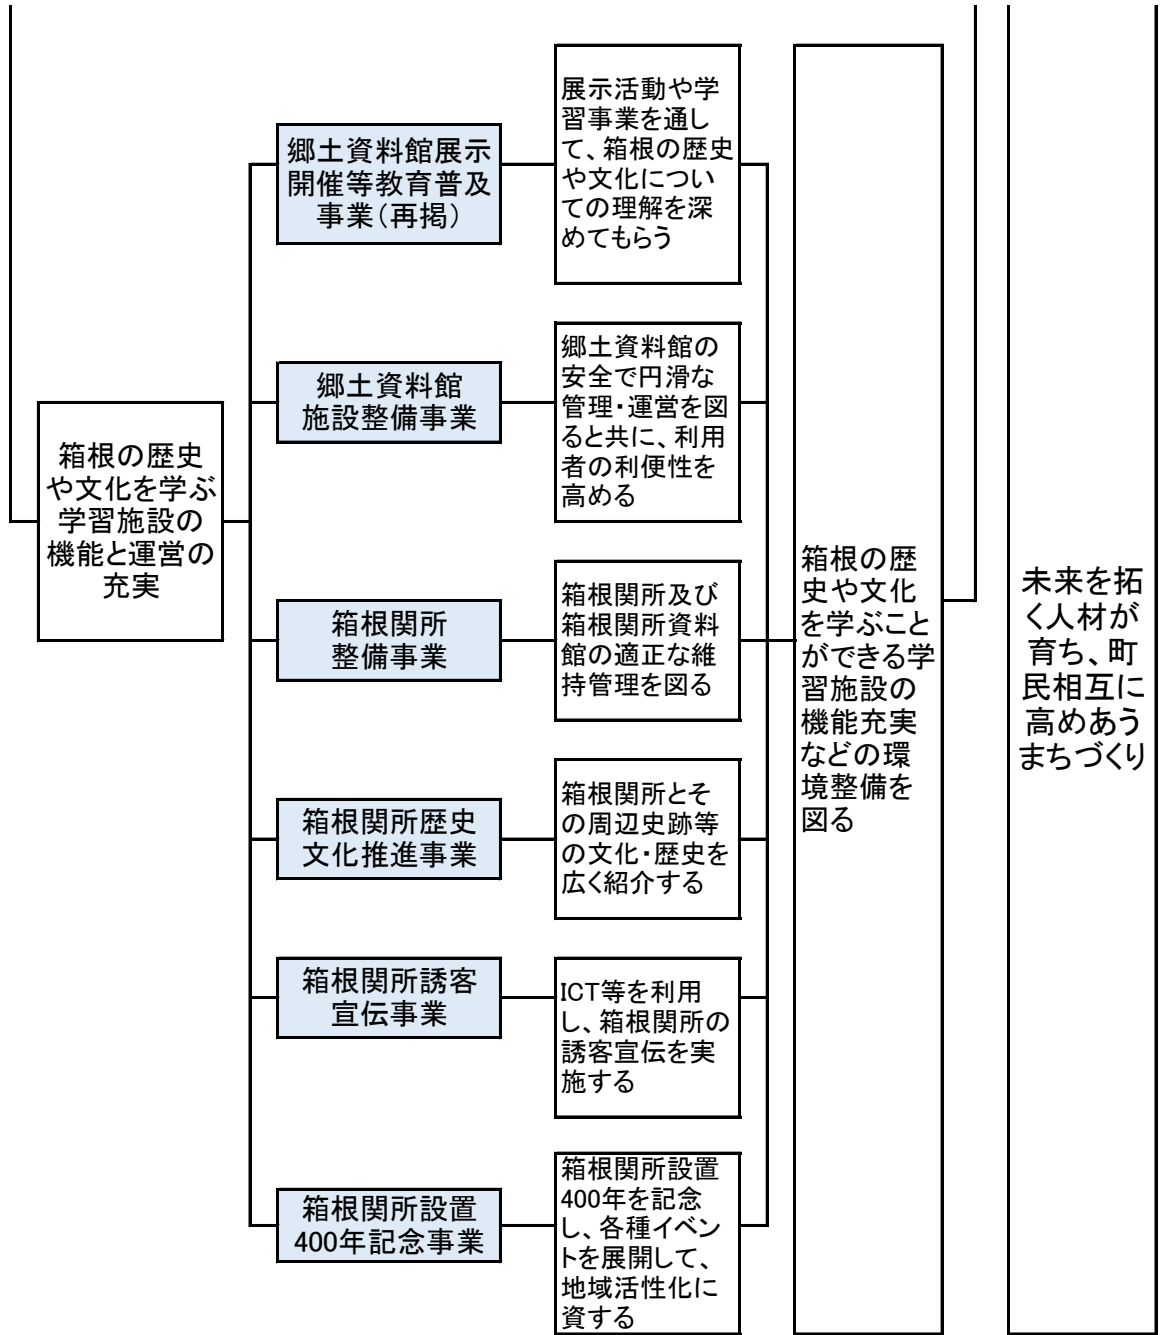 箱根の歴史
や文化を学ぶ
学習施設の
機能と運営の
充実
郷土資料館展示
開催等教育普及
事業（再掲）
展示活動や学
習事業を通し
て、箱根の歴史
や文化につい
ての理解を深
めてもらう
郷土資料館
施設整備事業
郷土資料館の
安全で円滑な
管理・運営を図
ると共に、利用
者の利便性を
高める
箱根関所
整備事業
箱根関所及び
箱根関所資料
館の適正な維
持管理を図る
箱根関所歴史
文化推進事業
箱根関所とそ
の周辺史跡等
の文化・歴史を
広く紹介する
箱根関所誘客
宣伝事業
ICT等を利用
し、箱根関所の
誘客宣伝を実
施する
箱根関所設置
400年記念事業
箱根関所設置
400年を記念
し、各種イベン
トを展開して、
地域活性化に
資する
箱根の歴
史や文化
を学ぶこと
ができる学
習施設の
機能充実
などの環
境整備を
図る
未来を拓
く人材が
育ち、町
民相互に
高めあう
まちづくり